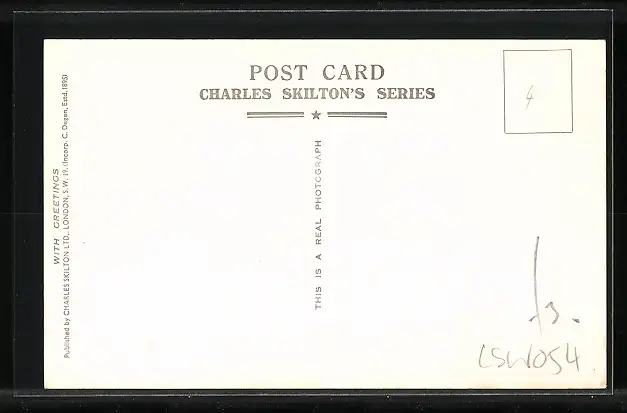 POST CARD
CHARLES SKILTON'S SERIES
THIS IS A REAL PHOTOGRAPH
WITH GREETINGS
Published by CHARLES SKILTON LTD., LONDON, S.W. 19. (Incorp. C. Degen, Estd. 1895)
4
LSW054